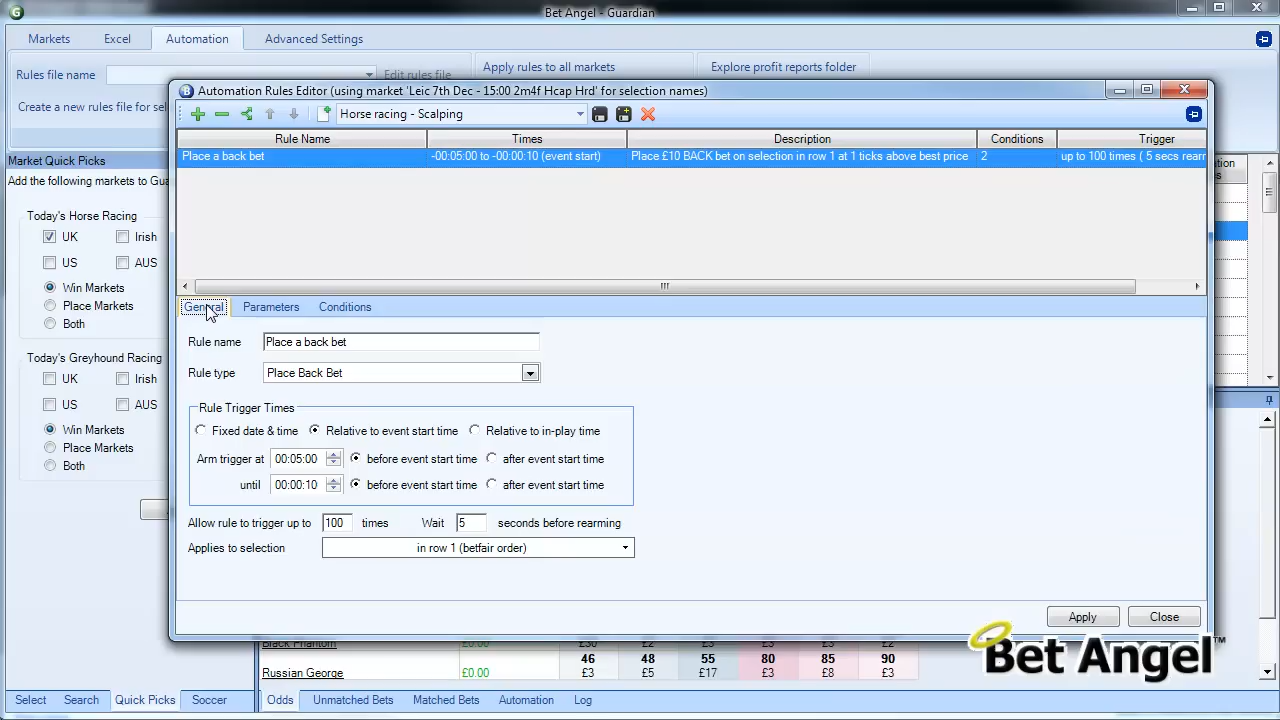 Bet Angel - Guardian
Markets Excel Automation Advanced Settings
Rules file name Edit rules file Apply rules to all markets Explore profit reports folder
Create a new rules file for sel
Automation Rules Editor (using market 'Leic 7th Dec - 15:00 2m4f Hcap Hrd' for selection names)
Horse racing - Scalping
Rule Name Times Description Conditions Trigger
Place a back bet -00:05:00 to -00:00:10 (event start) Place £10 BACK bet on selection in row 1 at 1 ticks above best price 2 up to 100 times ( 5 secs rearm
Market Quick Picks
Add the following markets to Gua
Today's Horse Racing
UK Irish
US AUS
Win Markets
Place Markets
Both
Today's Greyhound Racing
UK Irish
US AUS
Win Markets
Place Markets
Both
General Parameters Conditions
Rule name Place a back bet
Rule type Place Back Bet
Rule Trigger Times
Fixed date & time Relative to event start time Relative to in-play time
Arm trigger at 00:05:00 before event start time after event start time
until 00:00:10 before event start time after event start time
Allow rule to trigger up to 100 times Wait 5 seconds before rearming
Applies to selection in row 1 (betfair order)
Apply Close
Black Phantom £0.00 £30 £2 £3 £3 £3 £2
46 48 55 80 85 90
Russian George £0.00 £3 £5 £17 £3 £8 £3
Bet Angel™
Select Search Quick Picks Soccer Odds Unmatched Bets Matched Bets Automation Log